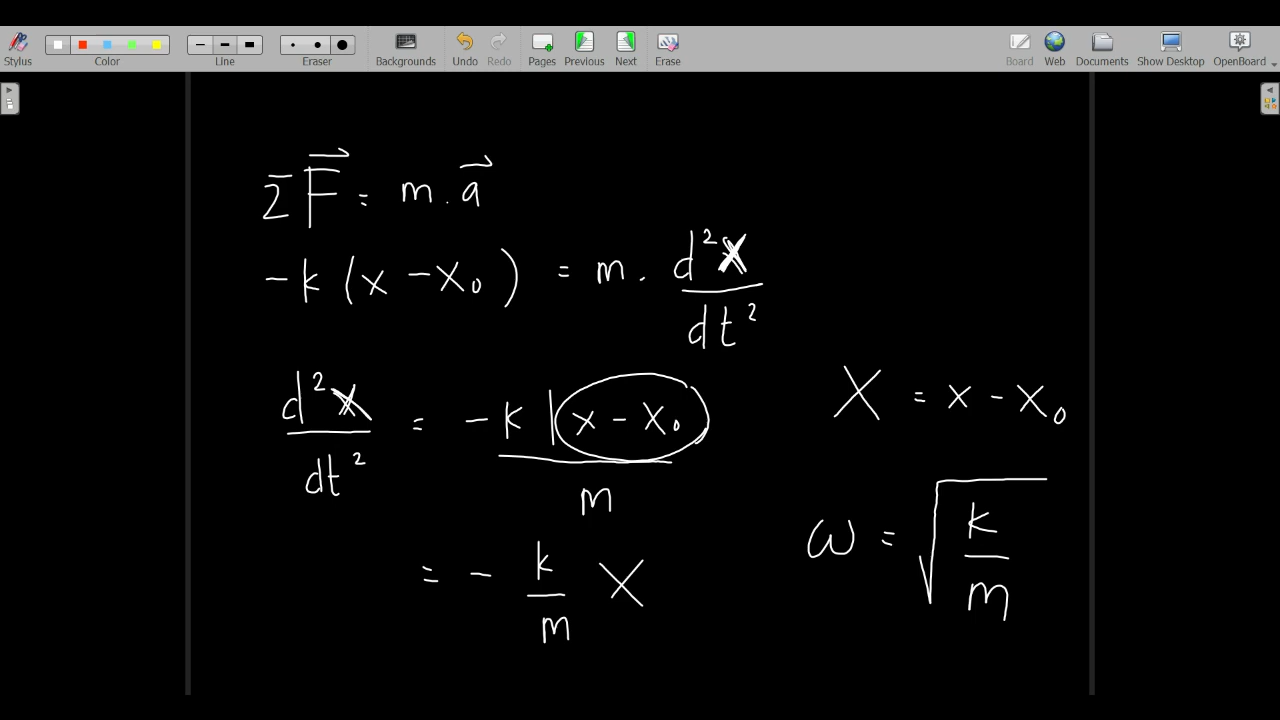 Stylus Color Line Eraser Backgrounds Undo Redo Pages Previous Next Erase Board Web Documents Show Desktop OpenBoard
Σ F⃗ = m . a⃗
-k (x - x₀) = m . d²X/dt²
d²X/dt² = -k (x - x₀) / m
X = x - x₀
= - k/m X
ω = √(k/m)